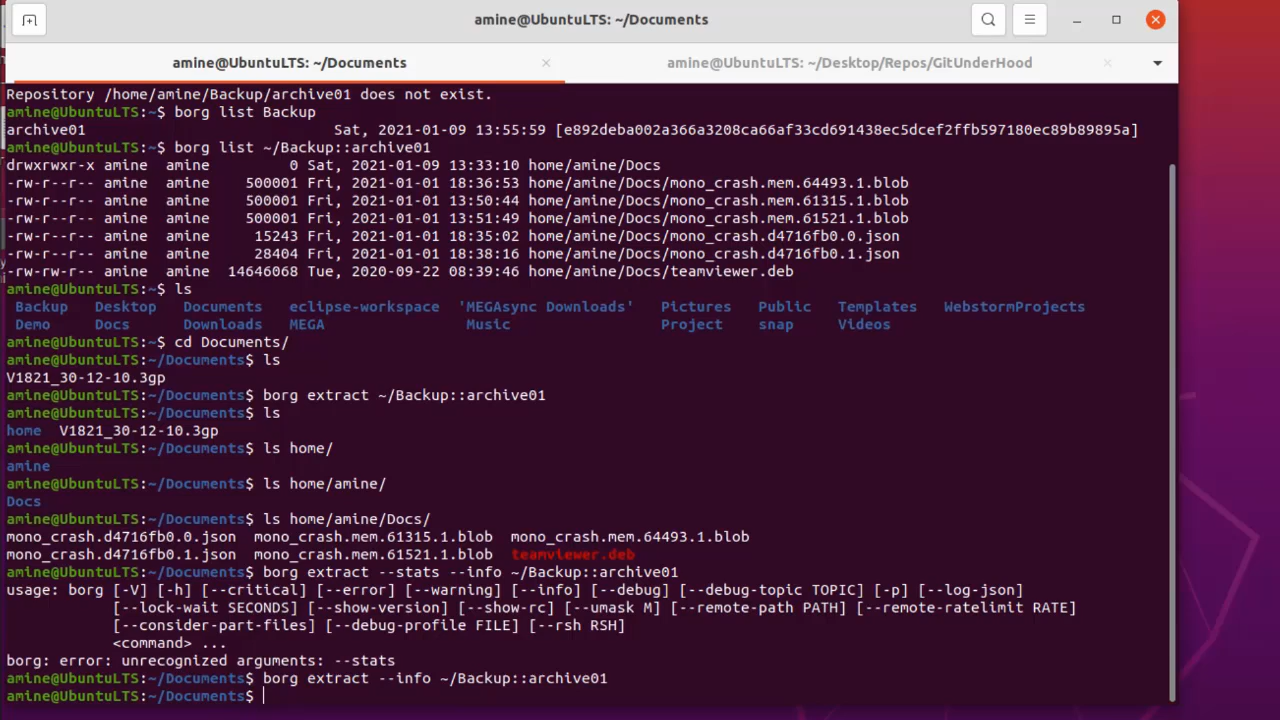 amine@UbuntuLTS: ~/Documents
amine@UbuntuLTS: ~/Documents
amine@UbuntuLTS: ~/Desktop/Repos/GitUnderHood
Repository /home/amine/Backup/archive01 does not exist.
amine@UbuntuLTS:~$ borg list Backup
archive01                            Sat, 2021-01-09 13:55:59 [e892deba002a366a3208ca66af33cd691438ec5dcef2ffb597180ec89b89895a]
amine@UbuntuLTS:~$ borg list ~/Backup::archive01
drwxrwxr-x amine  amine         0 Sat, 2021-01-09 13:33:10 home/amine/Docs
-rw-r--r-- amine  amine    500001 Fri, 2021-01-01 18:36:53 home/amine/Docs/mono_crash.mem.64493.1.blob
-rw-r--r-- amine  amine    500001 Fri, 2021-01-01 13:50:44 home/amine/Docs/mono_crash.mem.61315.1.blob
-rw-r--r-- amine  amine    500001 Fri, 2021-01-01 13:51:49 home/amine/Docs/mono_crash.mem.61521.1.blob
-rw-r--r-- amine  amine     15243 Fri, 2021-01-01 18:35:02 home/amine/Docs/mono_crash.d4716fb0.0.json
-rw-r--r-- amine  amine     28404 Fri, 2021-01-01 18:38:16 home/amine/Docs/mono_crash.d4716fb0.1.json
-rw-rw-r-- amine  amine  14646068 Tue, 2020-09-22 08:39:46 home/amine/Docs/teamviewer.deb
amine@UbuntuLTS:~$ ls
Backup   Desktop   Documents   eclipse-workspace  'MEGAsync Downloads'   Pictures   Public   Templates   WebstormProjects
Demo     Docs      Downloads   MEGA                Music                 Project    snap     Videos
amine@UbuntuLTS:~$ cd Documents/
amine@UbuntuLTS:~/Documents$ ls
V1821_30-12-10.3gp
amine@UbuntuLTS:~/Documents$ borg extract ~/Backup::archive01
amine@UbuntuLTS:~/Documents$ ls
home  V1821_30-12-10.3gp
amine@UbuntuLTS:~/Documents$ ls home/
amine
amine@UbuntuLTS:~/Documents$ ls home/amine/
Docs
amine@UbuntuLTS:~/Documents$ ls home/amine/Docs/
mono_crash.d4716fb0.0.json  mono_crash.mem.61315.1.blob  mono_crash.mem.64493.1.blob
mono_crash.d4716fb0.1.json  mono_crash.mem.61521.1.blob  teamviewer.deb
amine@UbuntuLTS:~/Documents$ borg extract --stats --info ~/Backup::archive01
usage: borg [-V] [-h] [--critical] [--error] [--warning] [--info] [--debug] [--debug-topic TOPIC] [-p] [--log-json]
            [--lock-wait SECONDS] [--show-version] [--show-rc] [--umask M] [--remote-path PATH] [--remote-ratelimit RATE]
            [--consider-part-files] [--debug-profile FILE] [--rsh RSH]
            <command> ...
borg: error: unrecognized arguments: --stats
amine@UbuntuLTS:~/Documents$ borg extract --info ~/Backup::archive01
amine@UbuntuLTS:~/Documents$